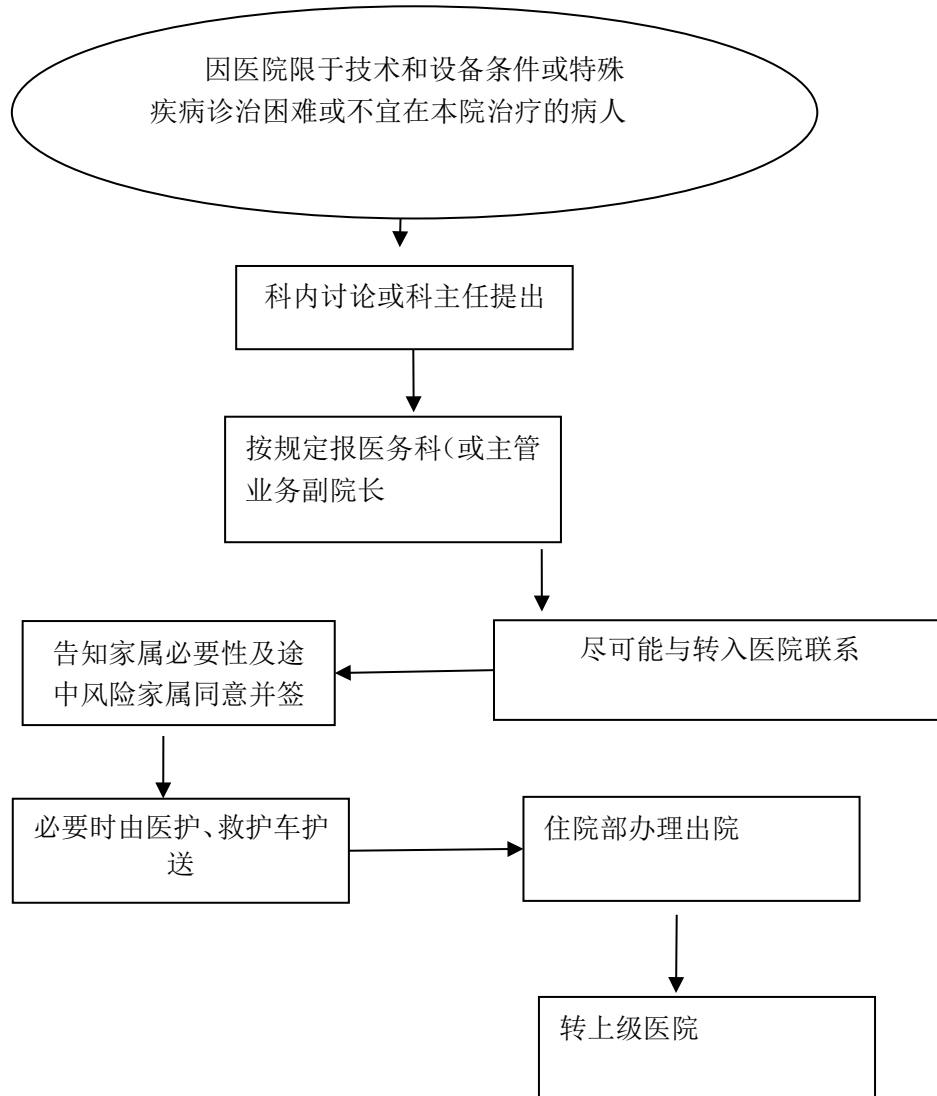 因医院限于技术和设备条件或特殊
疾病诊治困难或不宜在本院治疗的病人
科内讨论或科主任提出
按规定报医务科(或主管
业务副院长
尽可能与转入医院联系
告知家属必要性及途
中风险家属同意并签
必要时由医护、救护车护
送
住院部办理出院
转上级医院